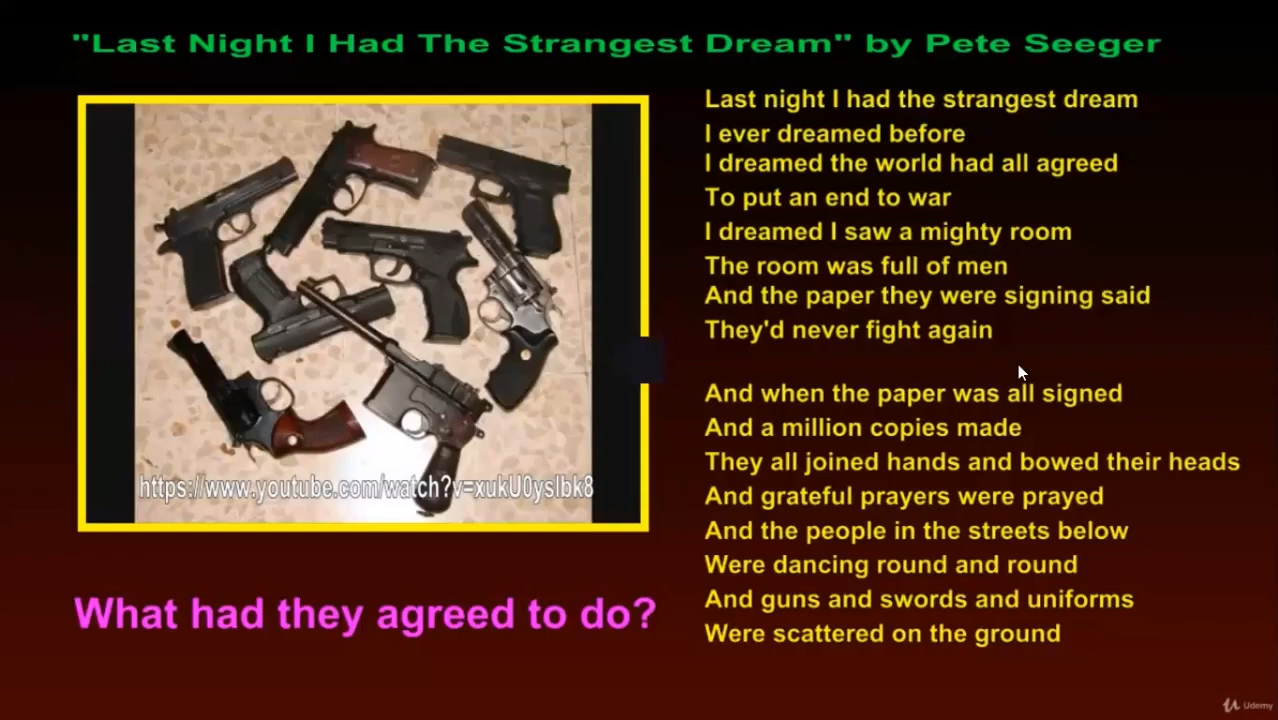 "Last Night I Had The Strangest Dream" by Pete Seeger
Last night I had the strangest dream
I ever dreamed before
I dreamed the world had all agreed
To put an end to war
I dreamed I saw a mighty room
The room was full of men
And the paper they were signing said
They'd never fight again
And when the paper was all signed
And a million copies made
They all joined hands and bowed their heads
And grateful prayers were prayed
And the people in the streets below
Were dancing round and round
And guns and swords and uniforms
Were scattered on the ground
https://www.youtube.com/watch?v=xukU0yslbk8
What had they agreed to do?
Udemy